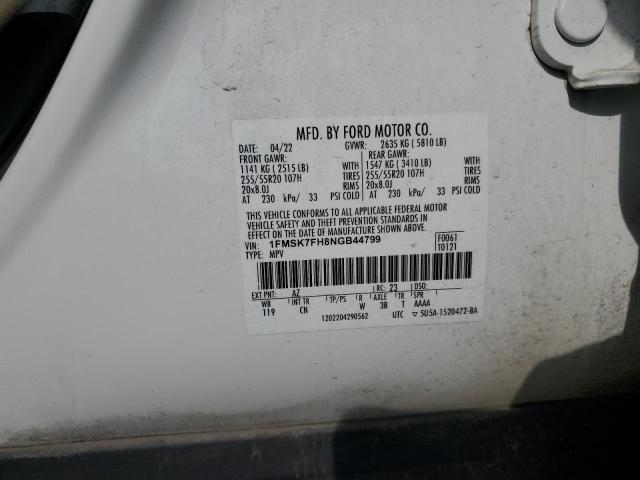 MFD. BY FORD MOTOR CO.
DATE: 04/22 GVWR: 2635 KG ( 5810 LB)
FRONT GAWR: REAR GAWR:
1141 KG ( 2515 LB) WITH 1547 KG ( 3410 LB) WITH
255/55R20 107H TIRES 255/55R20 107H TIRES
20x8.0J RIMS 20x8.0J RIMS
AT 230 kPa/ 33 PSI COLD AT 230 kPa/ 33 PSI COLD
THIS VEHICLE CONFORMS TO ALL APPLICABLE FEDERAL MOTOR
VEHICLE SAFETY, BUMPER, AND THEFT PREVENTION STANDARDS IN
EFFECT ON THE DATE OF MANUFACTURE SHOWN ABOVE.
VIN: 1FMSK7FH8NGB44799 F0061
TYPE: MPV T0121
EXT PNT: AZ RC: 23 DSO:
WB INT TR TP/PS R AXLE TR SPR
119 CN W 3B T AAAA
1202204290562 UTC ▽ 5U5A-1520472-BA